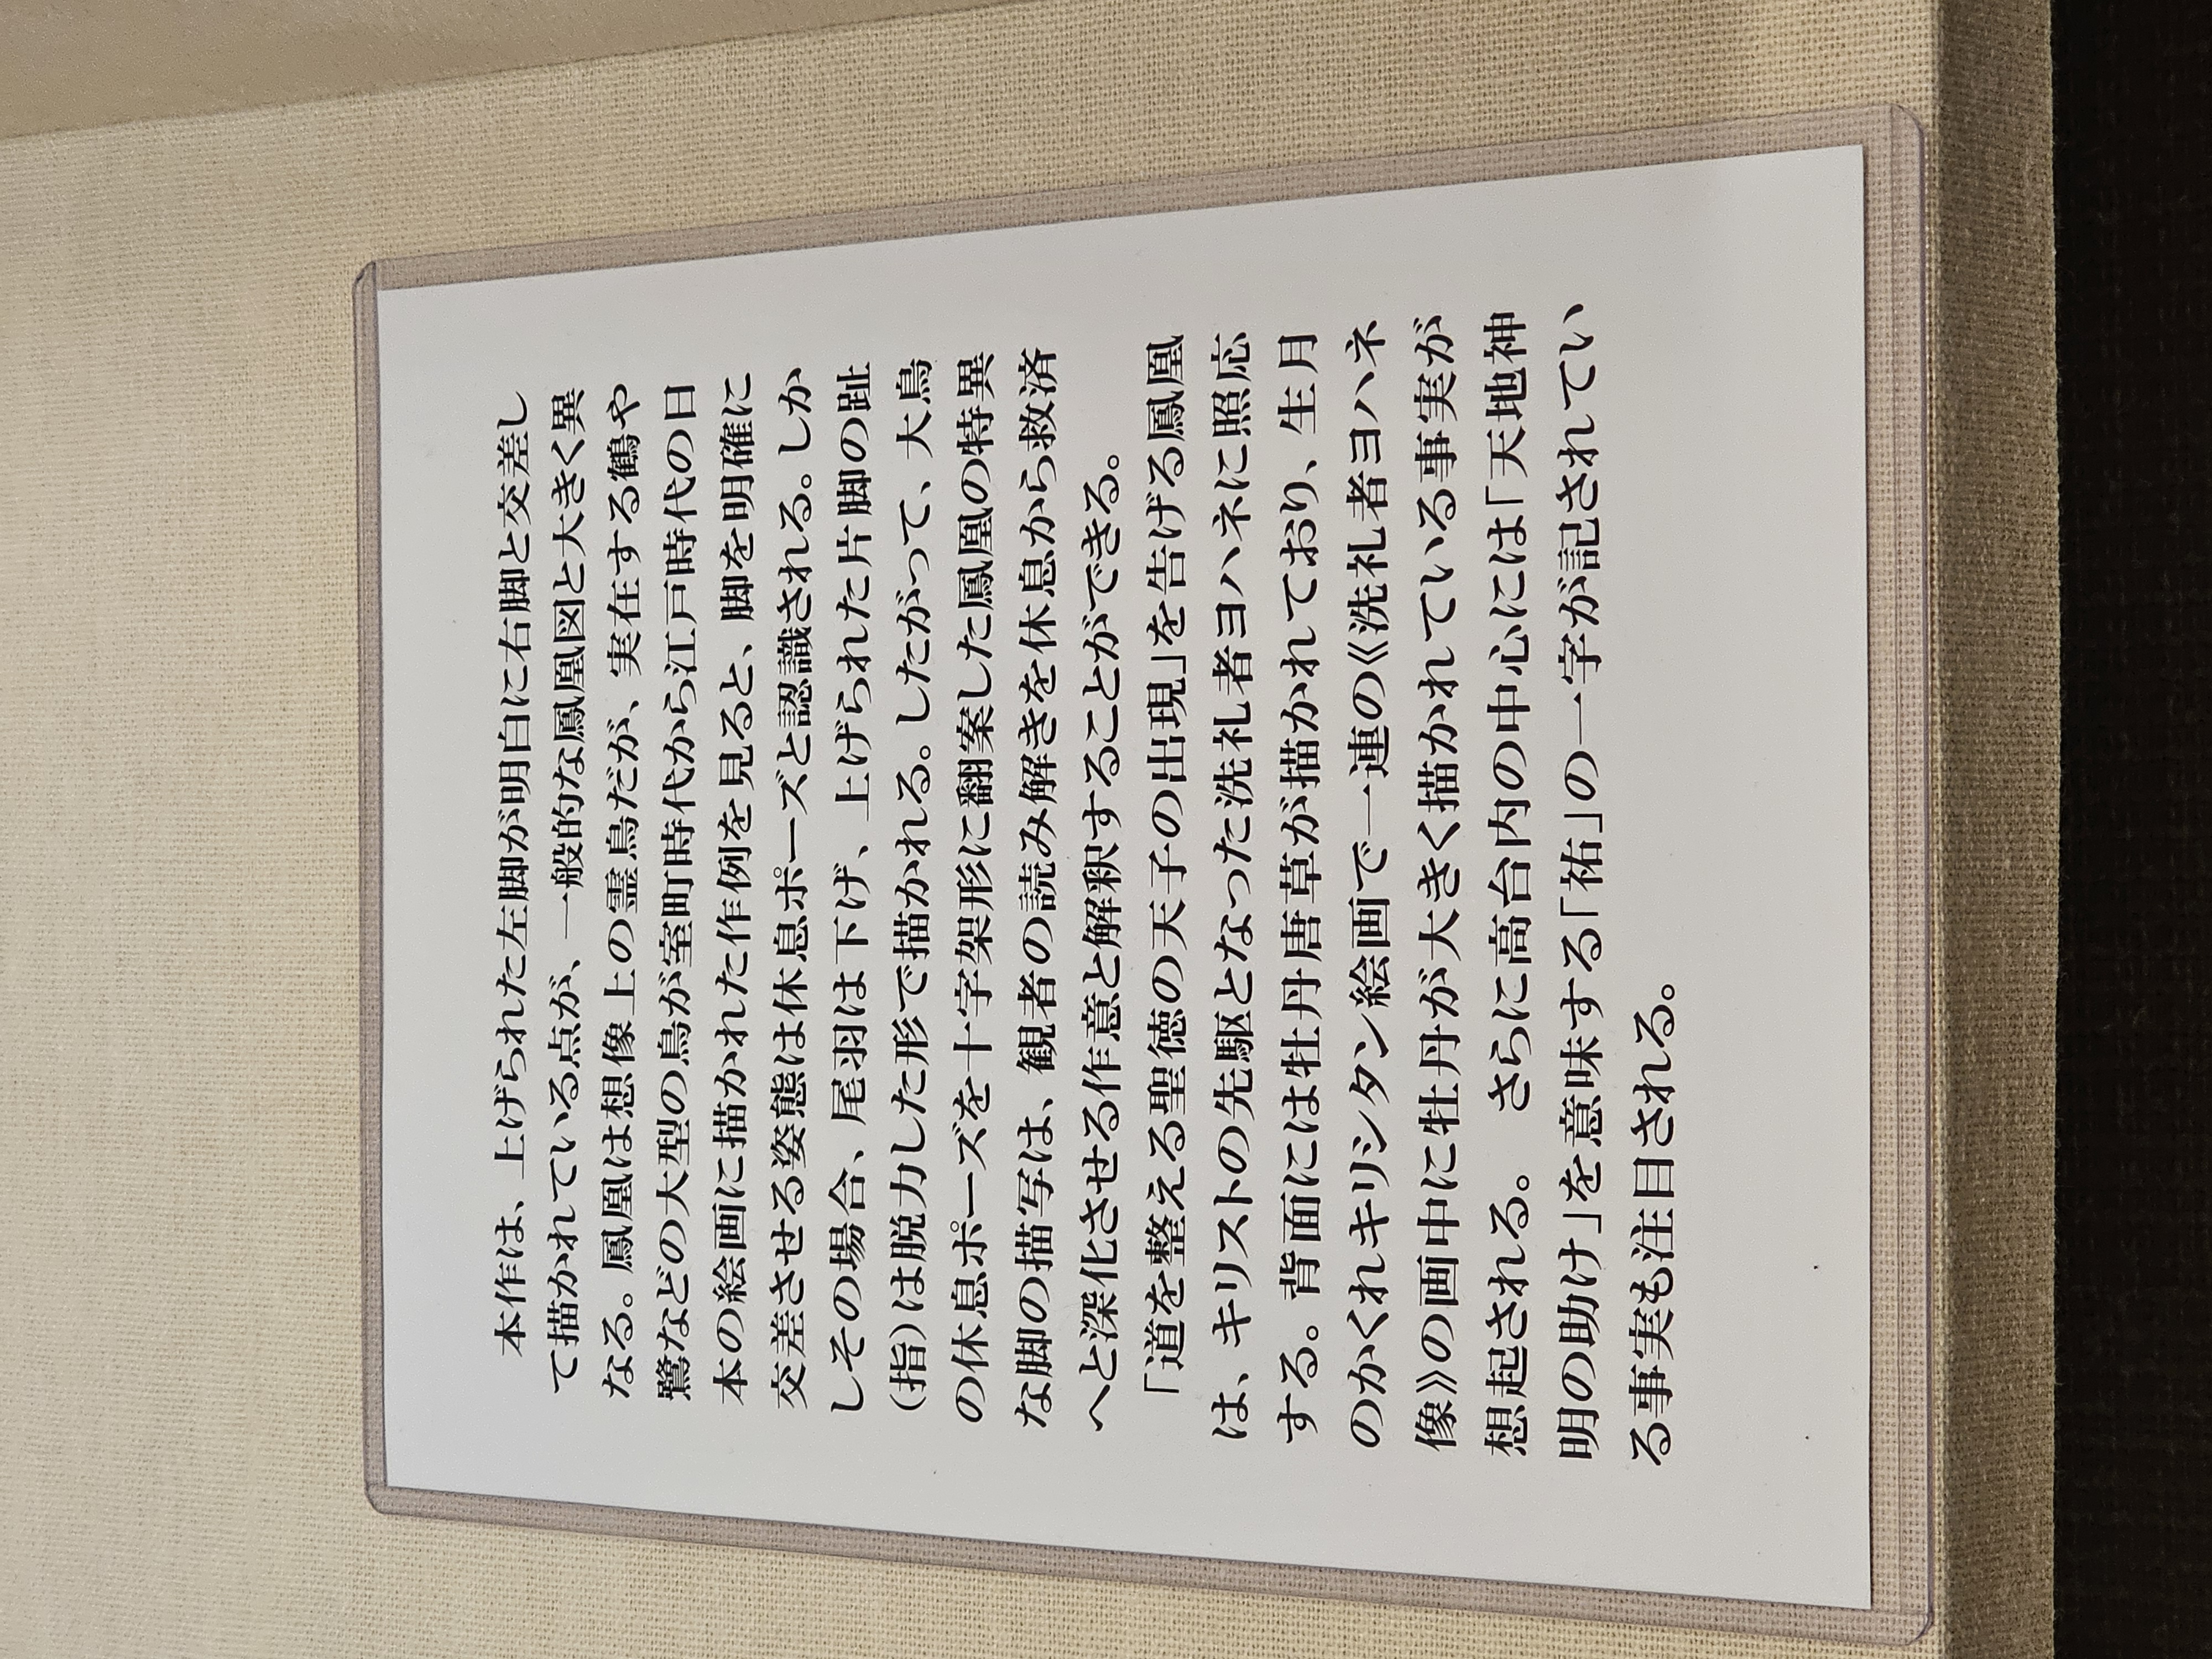 本作は、上げられた左脚が明白に右脚と交差し
て描かれている点が、一般的な鳳凰図と大きく異
なる。鳳凰は想像上の霊鳥だが、実在する鶴や
鷺などの大型の鳥が室町時代から江戸時代の日
本の絵画に描かれた作例を見ると、脚を明確に
交差させる姿態は休息ポーズと認識される。しか
しその場合、尾羽は下げ、上げられた片脚の趾
(指)は脱力した形で描かれる。したがって、大鳥
の休息ポーズを十字架形に翻案した鳳凰の特異
な脚の描写は、観者の読み解きを休息から救済
へと深化させる作意と解釈することができる。
「道を整える聖徳の天子の出現」を告げる鳳凰
は、キリストの先駆となった洗礼者ヨハネに照応
する。背面には牡丹唐草が描かれており、生月
のかくれキリシタン絵画で一連の《洗礼者ヨハネ
像》の画中に牡丹が大きく描かれている事実が
想起される。 さらに高台内の中心には「天地神
明の助け」を意味する「祐」の一字が記されてい
る事実も注目される。